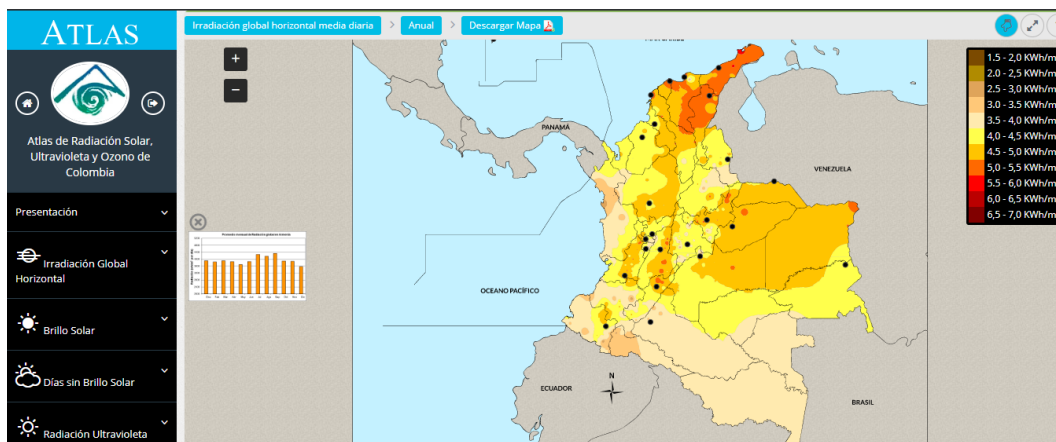 ATLAS
Atlas de Radiación Solar,
Ultravioleta y Ozono de
Colombia
Presentación
Irradiación Global
Horizontal
Brillo Solar
Días sin Brillo Solar
Radiación Ultravioleta
Irradiación global horizontal media diaria > Anual > Descargar Mapa
+
−
PANAMÁ
VENEZUELA
OCEANO PACÍFICO
ECUADOR
N
BRASIL
1.5 - 2,0 KWh/m
2.0 - 2,5 KWh/m
2.5 - 3,0 KWh/m
3.0 - 3.5 KWh/m
3.5 - 4,0 KWh/m
4,0 - 4,5 KWh/m
4.5 - 5,0 KWh/m
5,0 - 5,5 KWh/m
5.5 - 6,0 KWh/m
6,0 - 6,5 KWh/m
6,5 - 7,0 KWh/m